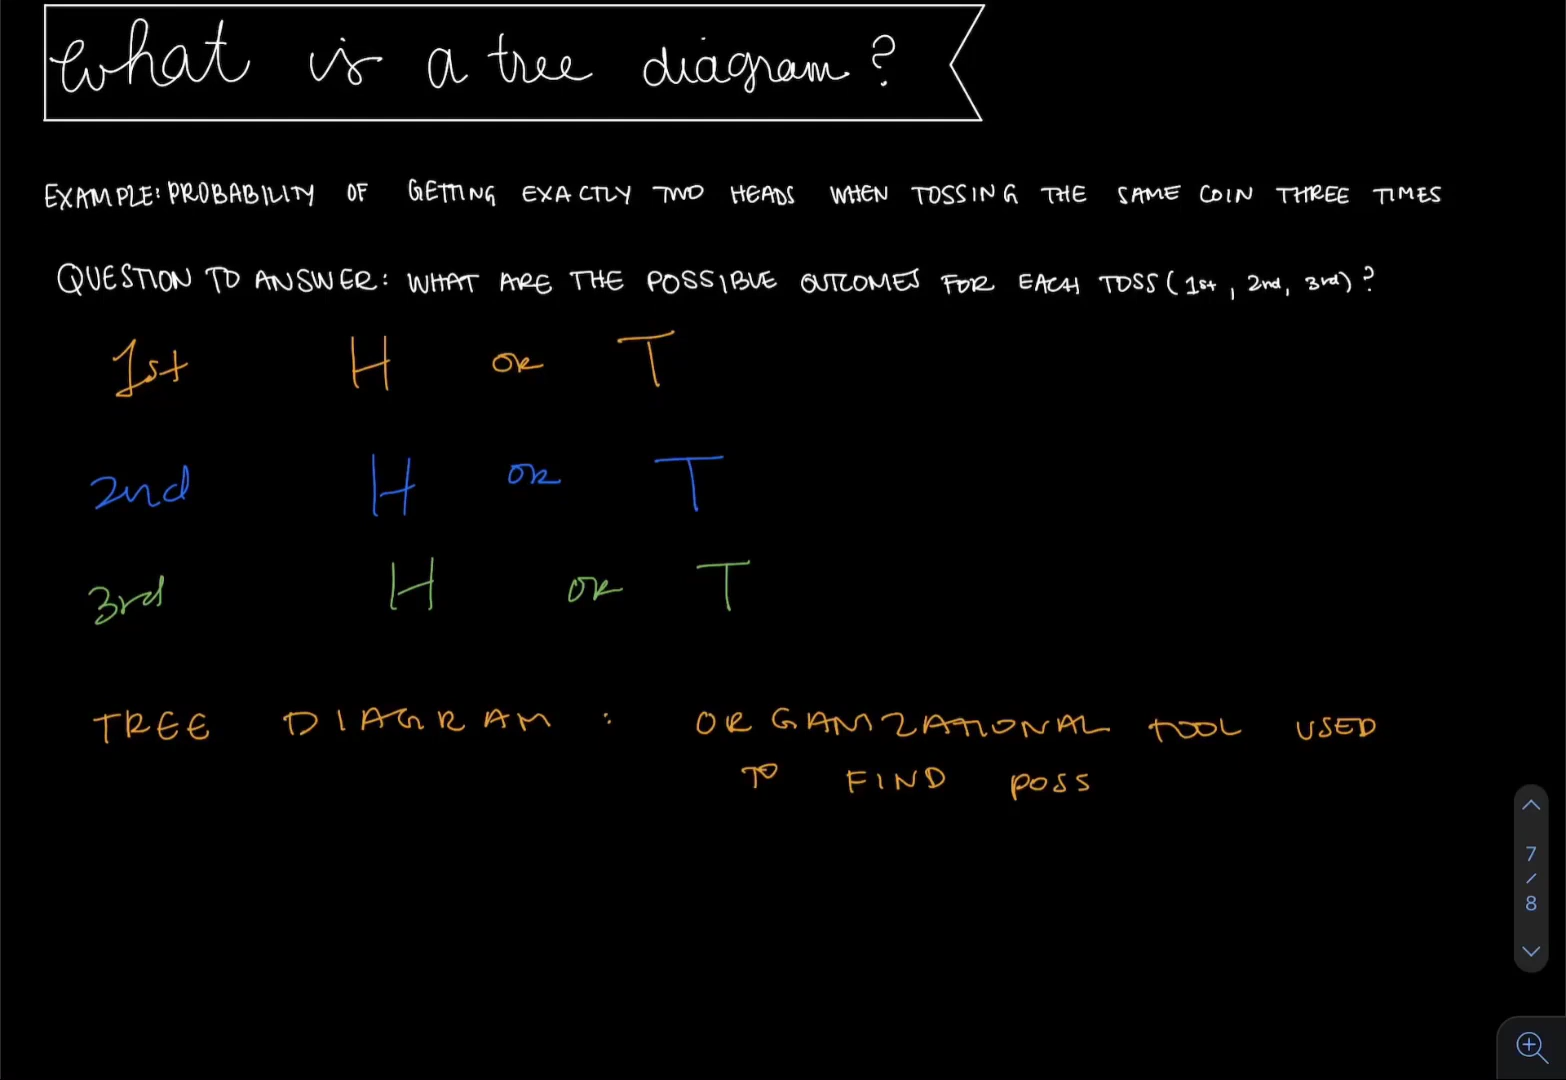 What is a tree diagram?
EXAMPLE: PROBABILITY OF GETTING EXACTLY TWO HEADS WHEN TOSSING THE SAME COIN THREE TIMES
QUESTION TO ANSWER: WHAT ARE THE POSSIBLE OUTCOMES FOR EACH TOSS (1st, 2nd, 3rd)?
1st H OR T
2nd H OR T
3rd H OR T
TREE DIAGRAM: ORGANIZATIONAL TOOL USED
TO FIND POSS
7
/
8